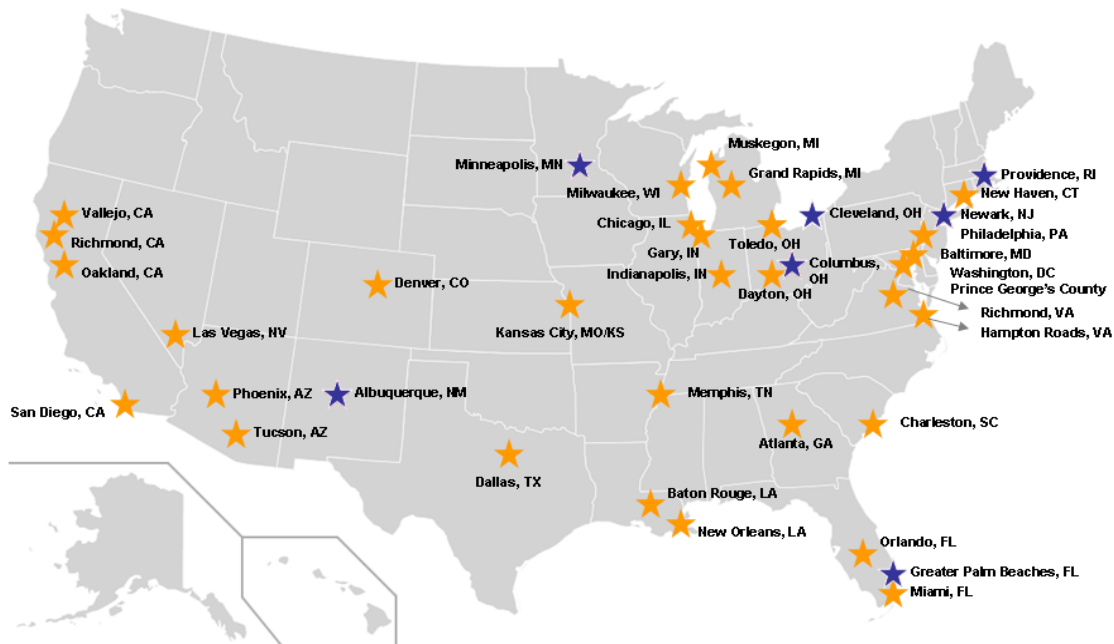 Muskegon, MI
Minneapolis, MN
Providence, RI
Grand Rapids, MI
Milwaukee, WI
New Haven, CT
Vallejo, CA
Cleveland, OH
Newark, NJ
Chicago, IL
Philadelphia, PA
Richmond, CA
Toledo, OH
Gary, IN
Baltimore, MD
Columbus,
OH
Oakland, CA
Indianapolis, IN
Washington, DC
Denver, CO
Dayton, OH
Prince George's County
Richmond, VA
Las Vegas, NV
Kansas City, MO/KS
Hampton Roads, VA
Phoenix, AZ
Albuquerque, NM
Memphis, TN
San Diego, CA
Charleston, SC
Tucson, AZ
Atlanta, GA
Dallas, TX
Baton Rouge, LA
New Orleans, LA
Orlando, FL
Greater Palm Beaches, FL
Miami, FL